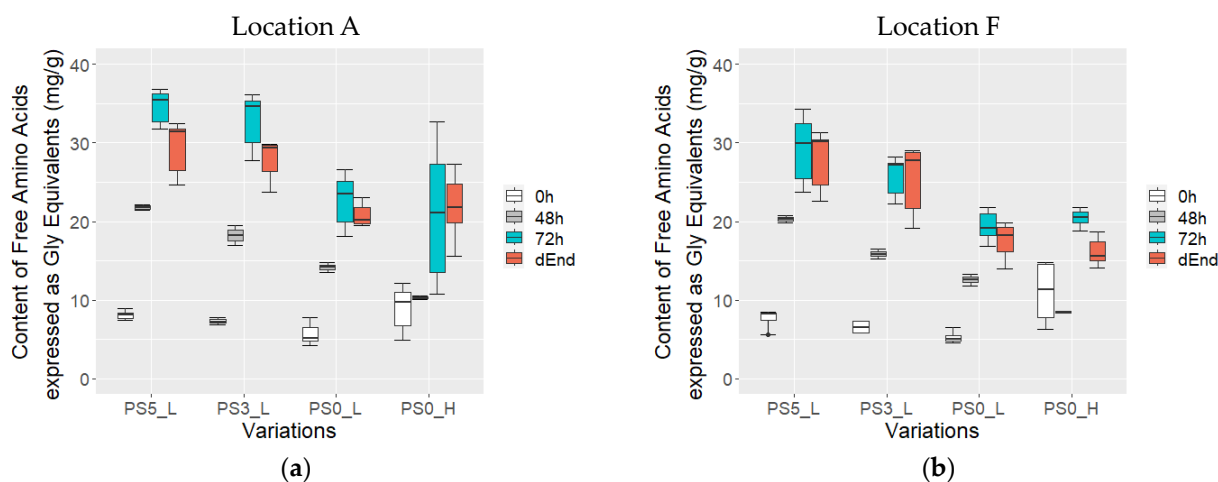 Location A
Content of Free Amino Acids
expressed as Gly Equivalents (mg/g)
40
30
20
10
0
PS5_L PS3_L PS0_L PS0_H
Variations
0h
48h
72h
dEnd
(a)
Location F
Content of Free Amino Acids
expressed as Gly Equivalents (mg/g)
40
30
20
10
0
PS5_L PS3_L PS0_L PS0_H
Variations
0h
48h
72h
dEnd
(b)